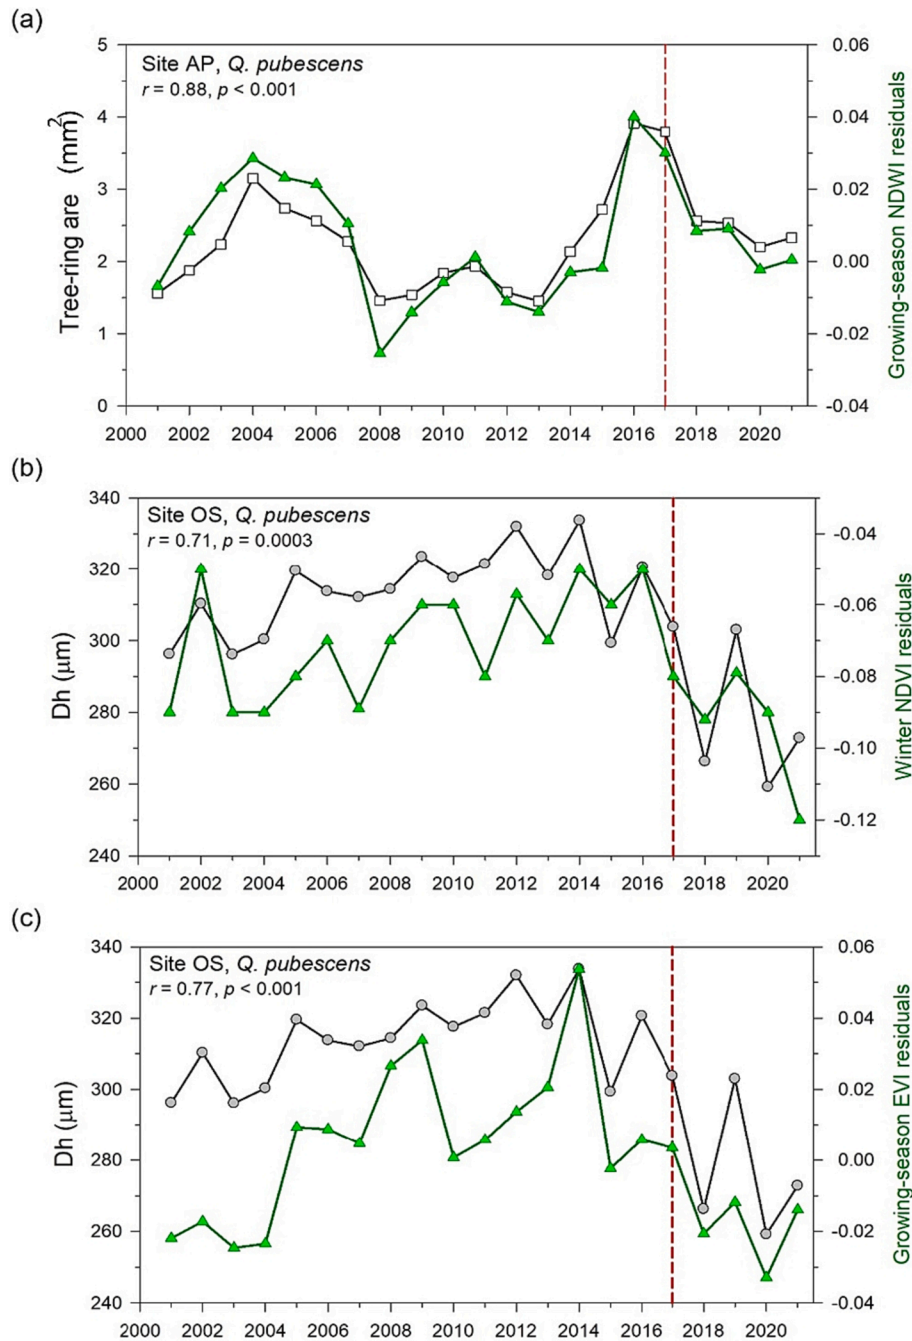 (a)
Site AP, Q. pubescens
r = 0.88, p < 0.001
Tree-ring are (mm2)
5
4
3
2
1
0
0.06
0.04
0.02
0.00
-0.02
-0.04
Growing-season NDWI residuals
2000 2002 2004 2006 2008 2010 2012 2014 2016 2018 2020
(b)
Site OS, Q. pubescens
r = 0.71, p = 0.0003
Dh (μm)
340
320
300
280
260
240
-0.04
-0.06
-0.08
-0.10
-0.12
Winter NDVI residuals
2000 2002 2004 2006 2008 2010 2012 2014 2016 2018 2020
(c)
Site OS, Q. pubescens
r = 0.77, p < 0.001
Dh (μm)
340
320
300
280
260
240
0.06
0.04
0.02
0.00
-0.02
-0.04
Growing-season EVI residuals
2000 2002 2004 2006 2008 2010 2012 2014 2016 2018 2020